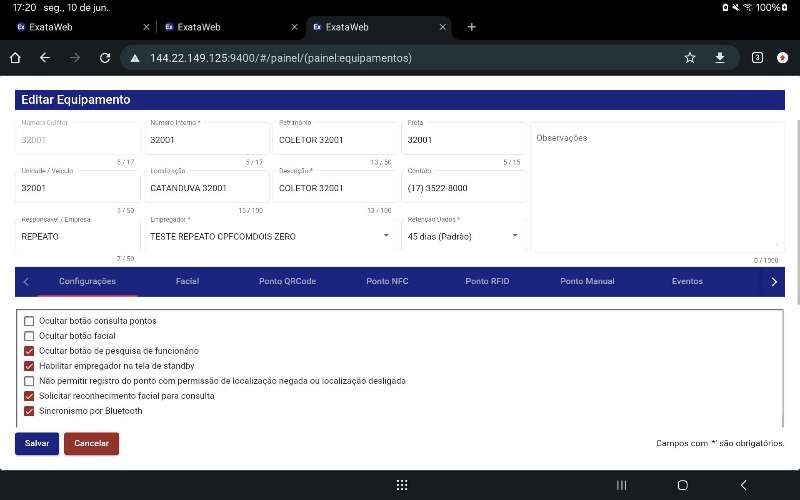 17:20 seg., 10 de jun. 100%
ExataWeb ExataWeb ExataWeb
144.22.149.125:9400/#/painel/(painel:equipamentos) 3
Editar Equipamento
Número Coletor Número Interno * Patrimônio Frota
32001 32001 COLETOR 32001 32001 Observações
5 / 17 5 / 17 13 / 50 5 / 15
Unidade / Veículo Localização Descrição * Contato
32001 CATANDUVA 32001 COLETOR 32001 (17) 3522-8000
5 / 50 15 / 100 13 / 100
Responsável / Empresa Empregador * Retenção Dados *
REPEATO TESTE REPEATO CPFCOMDOIS ZERO 45 dias (Padrão)
7 / 50 0 / 1000
Configurações Facial Ponto QRCode Ponto NFC Ponto RFID Ponto Manual Eventos
Ocultar botão consulta pontos
Ocultar botão facial
Ocultar botão de pesquisa de funcionário
Habilitar empregador na tela de standby
Não permitir registro do ponto com permissão de localização negada ou localização desligada
Solicitar reconhecimento facial para consulta
Sincronismo por Bluetooth
Salvar Cancelar Campos com '*' são obrigatórios.